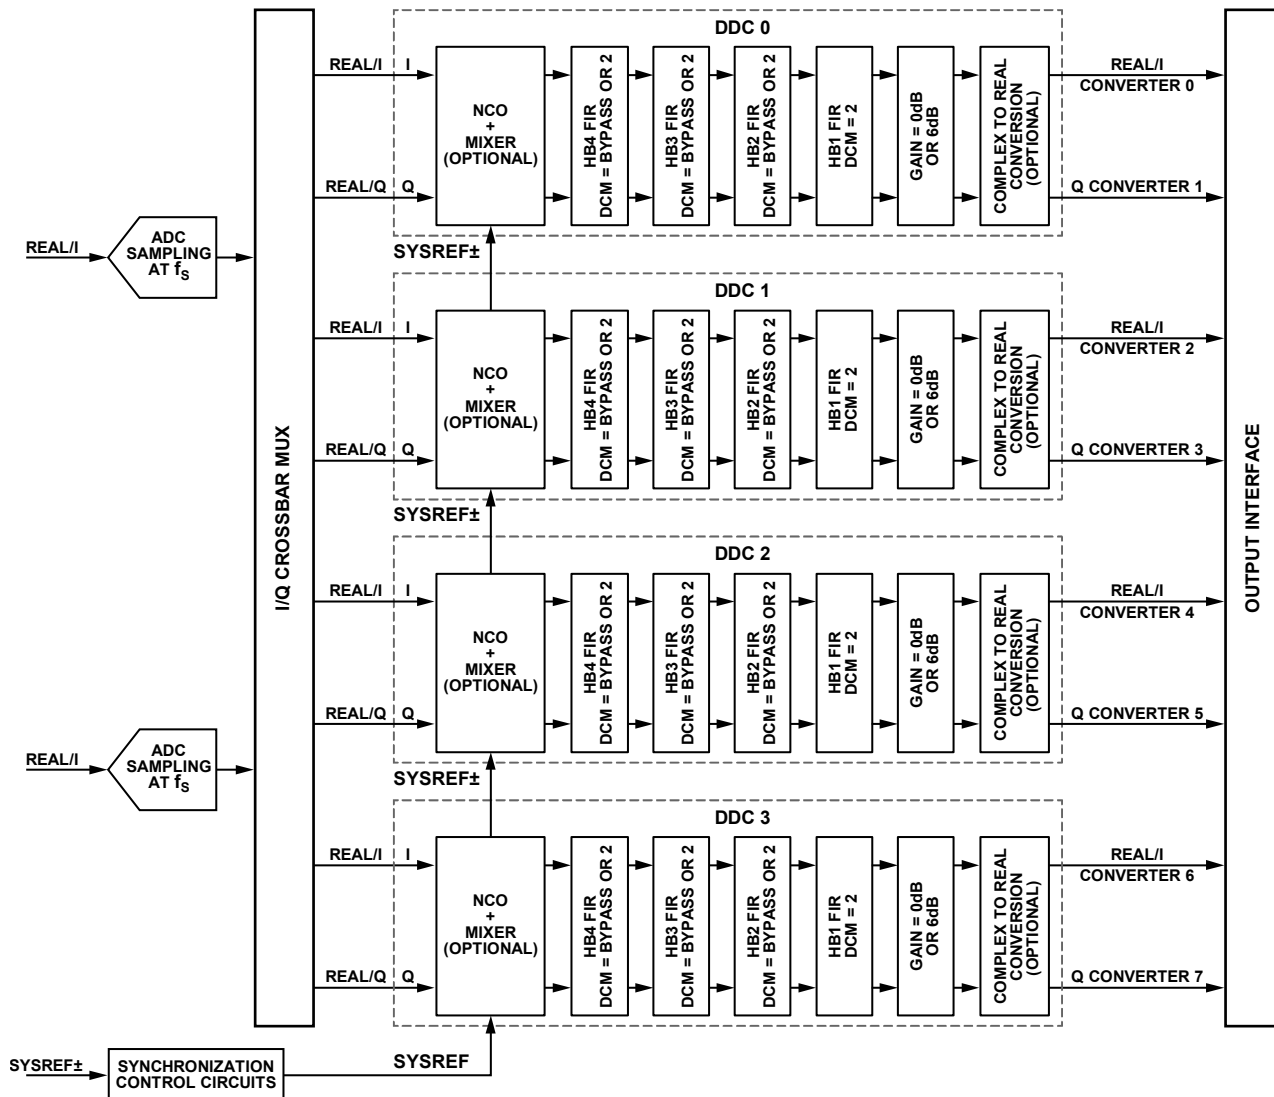 REAL/I
ADC
SAMPLING
AT fS
REAL/I
ADC
SAMPLING
AT fS
SYSREF±
SYNCHRONIZATION
CONTROL CIRCUITS
SYSREF
I/Q CROSSBAR MUX
DDC 0
REAL/I
I
REAL/Q
Q
NCO
+
MIXER
(OPTIONAL)
HB4 FIR
DCM = BYPASS OR 2
HB3 FIR
DCM = BYPASS OR 2
HB2 FIR
DCM = BYPASS OR 2
HB1 FIR
DCM = 2
GAIN = 0dB
OR 6dB
COMPLEX TO REAL
CONVERSION
(OPTIONAL)
REAL/I
CONVERTER 0
Q CONVERTER 1
SYSREF±
DDC 1
REAL/I
I
REAL/Q
Q
NCO
+
MIXER
(OPTIONAL)
HB4 FIR
DCM = BYPASS OR 2
HB3 FIR
DCM = BYPASS OR 2
HB2 FIR
DCM = BYPASS OR 2
HB1 FIR
DCM = 2
GAIN = 0dB
OR 6dB
COMPLEX TO REAL
CONVERSION
(OPTIONAL)
REAL/I
CONVERTER 2
Q CONVERTER 3
SYSREF±
DDC 2
REAL/I
I
REAL/Q
Q
NCO
+
MIXER
(OPTIONAL)
HB4 FIR
DCM = BYPASS OR 2
HB3 FIR
DCM = BYPASS OR 2
HB2 FIR
DCM = BYPASS OR 2
HB1 FIR
DCM = 2
GAIN = 0dB
OR 6dB
COMPLEX TO REAL
CONVERSION
(OPTIONAL)
REAL/I
CONVERTER 4
Q CONVERTER 5
SYSREF±
DDC 3
REAL/I
I
REAL/Q
Q
NCO
+
MIXER
(OPTIONAL)
HB4 FIR
DCM = BYPASS OR 2
HB3 FIR
DCM = BYPASS OR 2
HB2 FIR
DCM = BYPASS OR 2
HB1 FIR
DCM = 2
GAIN = 0dB
OR 6dB
COMPLEX TO REAL
CONVERSION
(OPTIONAL)
REAL/I
CONVERTER 6
Q CONVERTER 7
OUTPUT INTERFACE